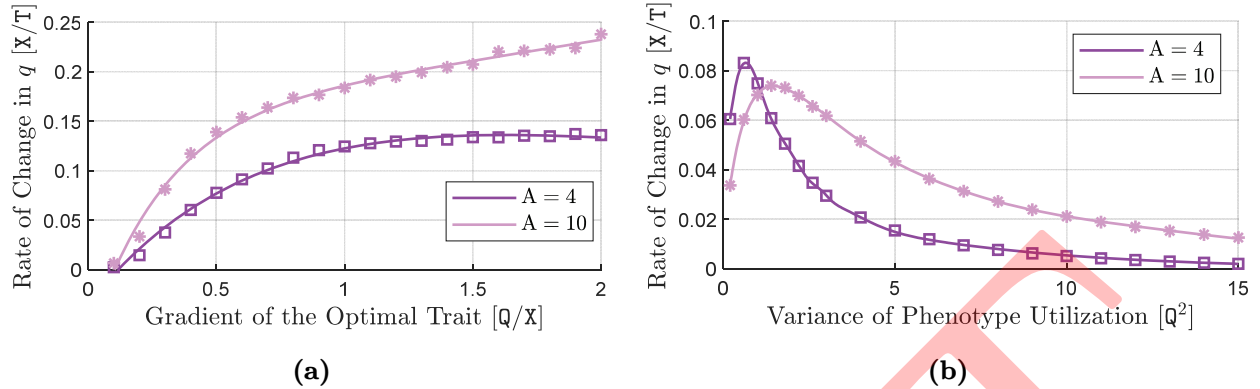 Rate of Change in q [X/T]
0.25
0.2
0.15
0.1
0.05
0
0 0.5 1 1.5 2
A = 4
A = 10
Gradient of the Optimal Trait [Q/X]
(a)
Rate of Change in q [X/T]
0.1
0.08
0.06
0.04
0.02
0
0 5 10 15
A = 4
A = 10
Variance of Phenotype Utilization [Q²]
(b)